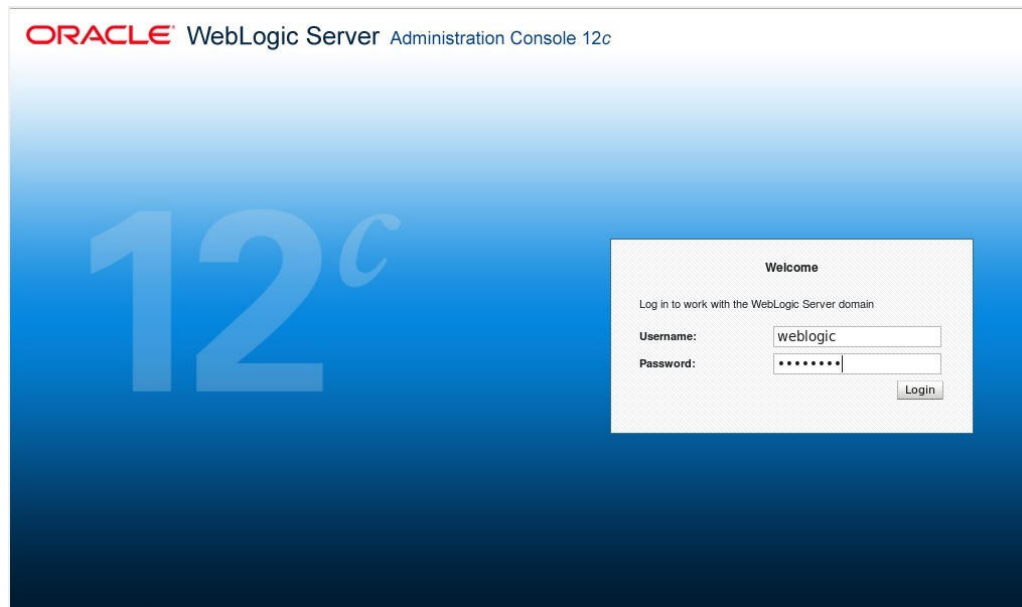 ORACLE WebLogic Server Administration Console 12c
12c
Welcome
Log in to work with the WebLogic Server domain
Username: weblogic
Password: ••••••••
Login